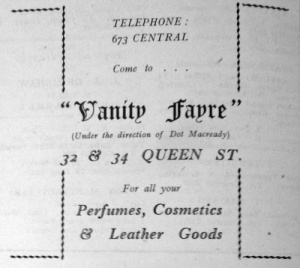 TELEPHONE:
673 CENTRAL
Come to . . .
"Vanity Fayre"
(Under the direction of Dot Macready)
32 & 34 QUEEN ST.
For all your
Perfumes, Cosmetics
& Leather Goods